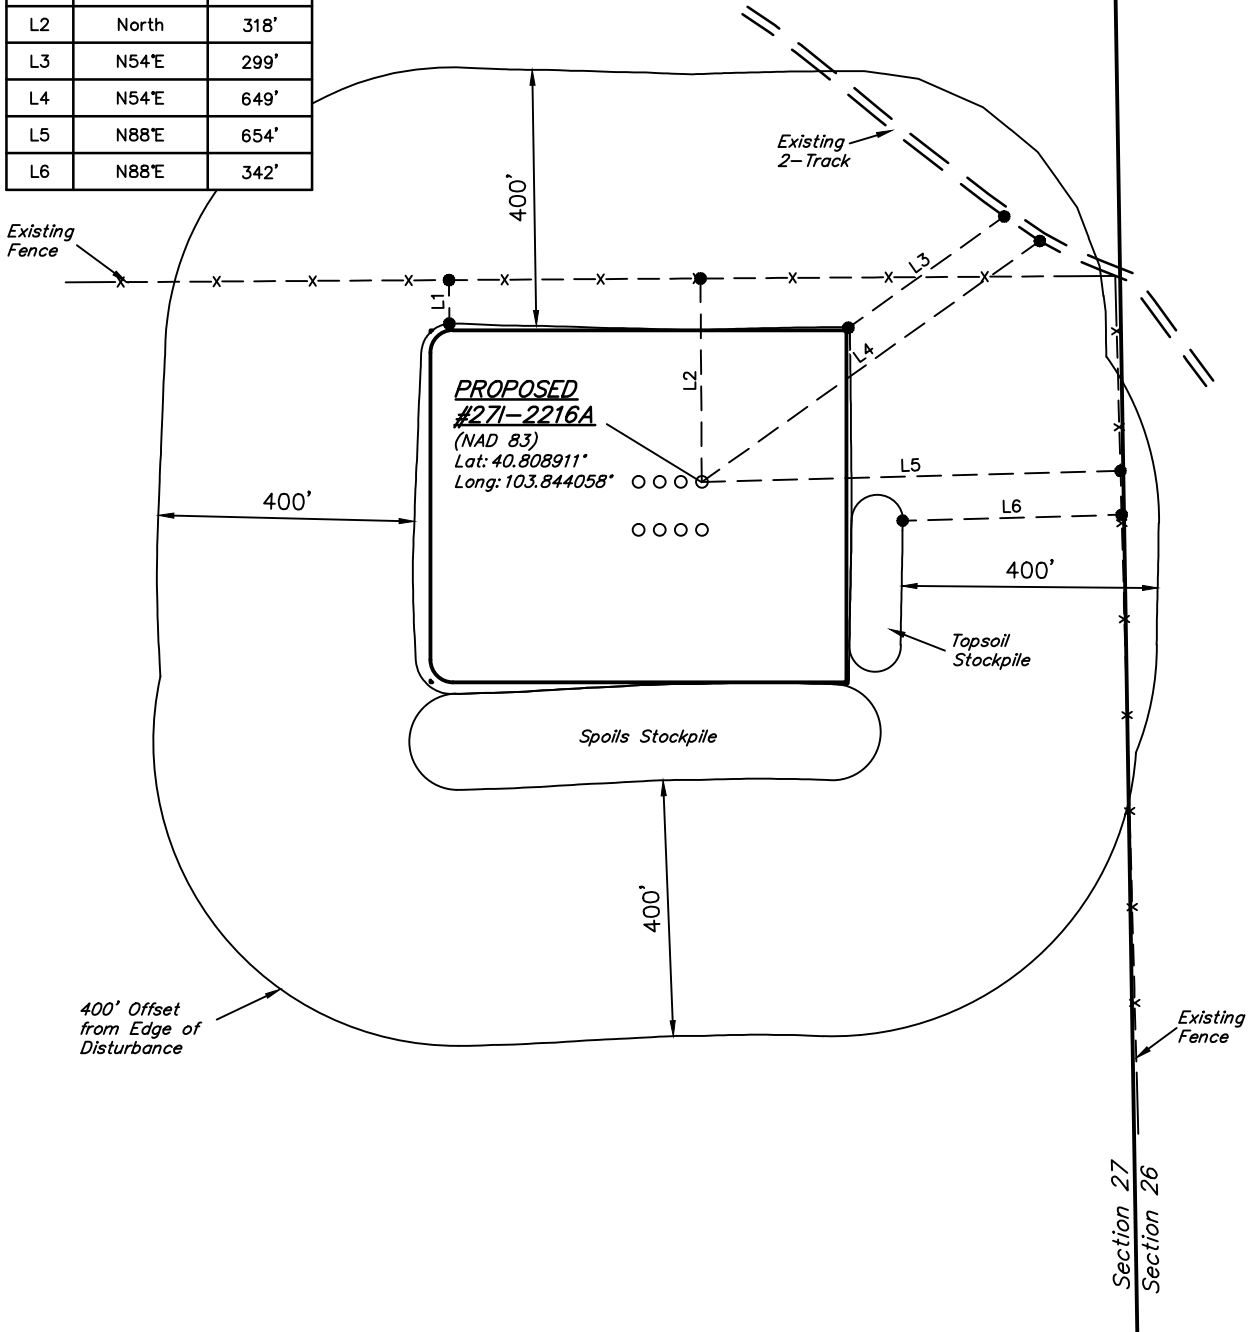 L2 North 318'
L3 N54°E 299'
L4 N54°E 649'
L5 N88°E 654'
L6 N88°E 342'
Existing
2-Track
400'
Existing
Fence
L3
L1
L4
L2
PROPOSED
#27I-2216A
(NAD 83)
Lat: 40.808911°
Long: 103.844058°
L5
400'
L6
400'
Topsoil
Stockpile
Spoils Stockpile
400'
400' Offset
from Edge of
Disturbance
Existing
Fence
Section 27
Section 26